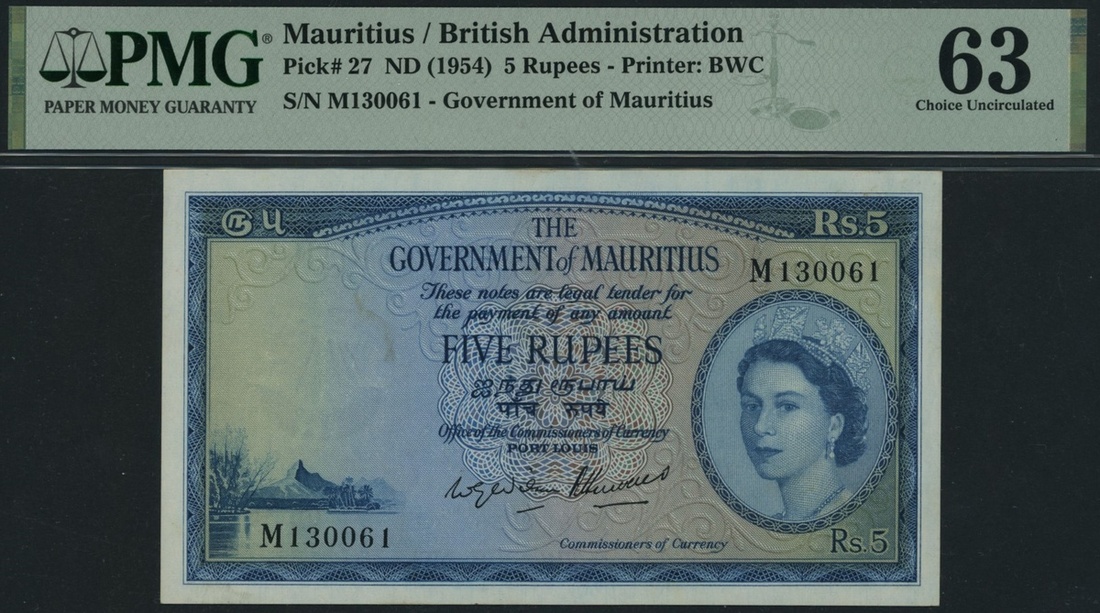 PMG®
PAPER MONEY GUARANTY
Mauritius / British Administration
Pick# 27 ND (1954) 5 Rupees - Printer: BWC
S/N M130061 - Government of Mauritius
63
Choice Uncirculated
௫ ५ Rs.5
THE
GOVERNMENT of MAURITIUS
M130061
These notes are legal tender for
the payment of any amount
FIVE RUPEES
ஐந்து ரூபாய
पाँच रूपये
Office of the Commissioners of Currency
PORT LOUIS
M130061
Commissioners of Currency
Rs.5